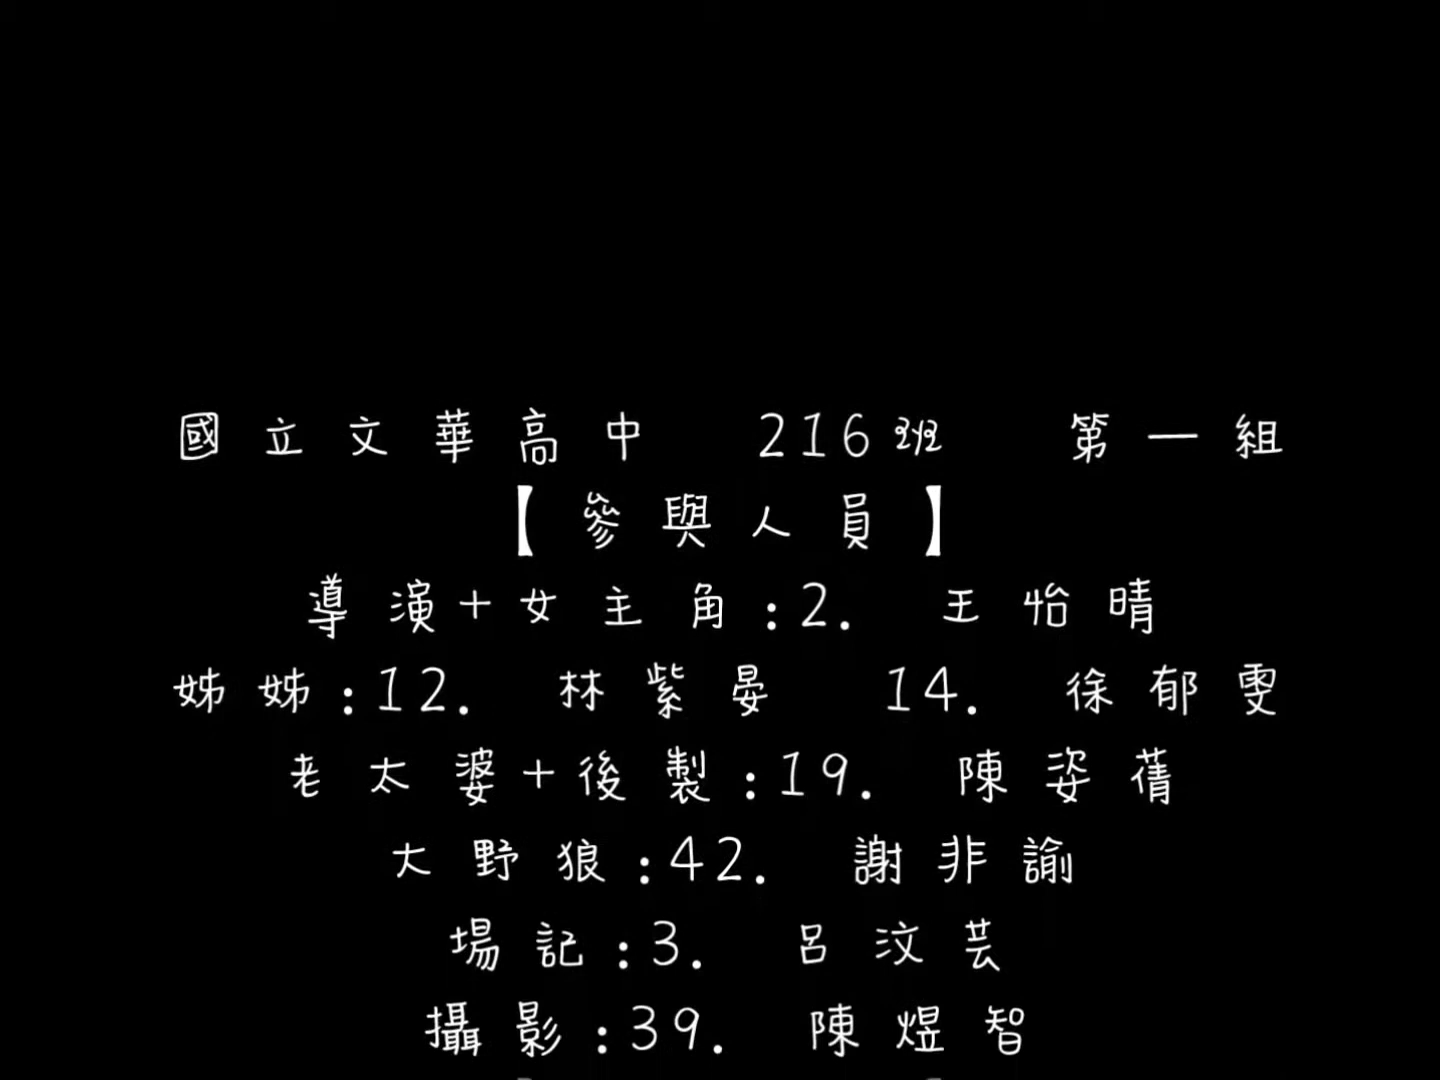 國立文華高中 216班 第一組
【參與人員】
導演+女主角:2. 王怡晴
姊姊:12. 林紫晏 14. 徐郁雯
老太婆+後製:19. 陳姿蒨
大野狼:42. 謝非諭
場記:3. 呂汶芸
攝影:39. 陳煜智